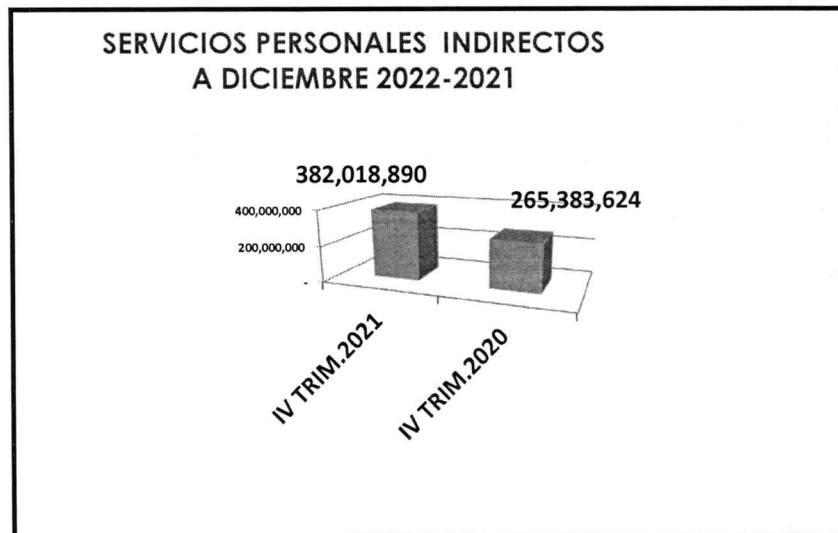 SERVICIOS PERSONALES INDIRECTOS
A DICIEMBRE 2022-2021
382,018,890
265,383,624
400,000,000
200,000,000
-
IV TRIM.2021
IV TRIM.2020